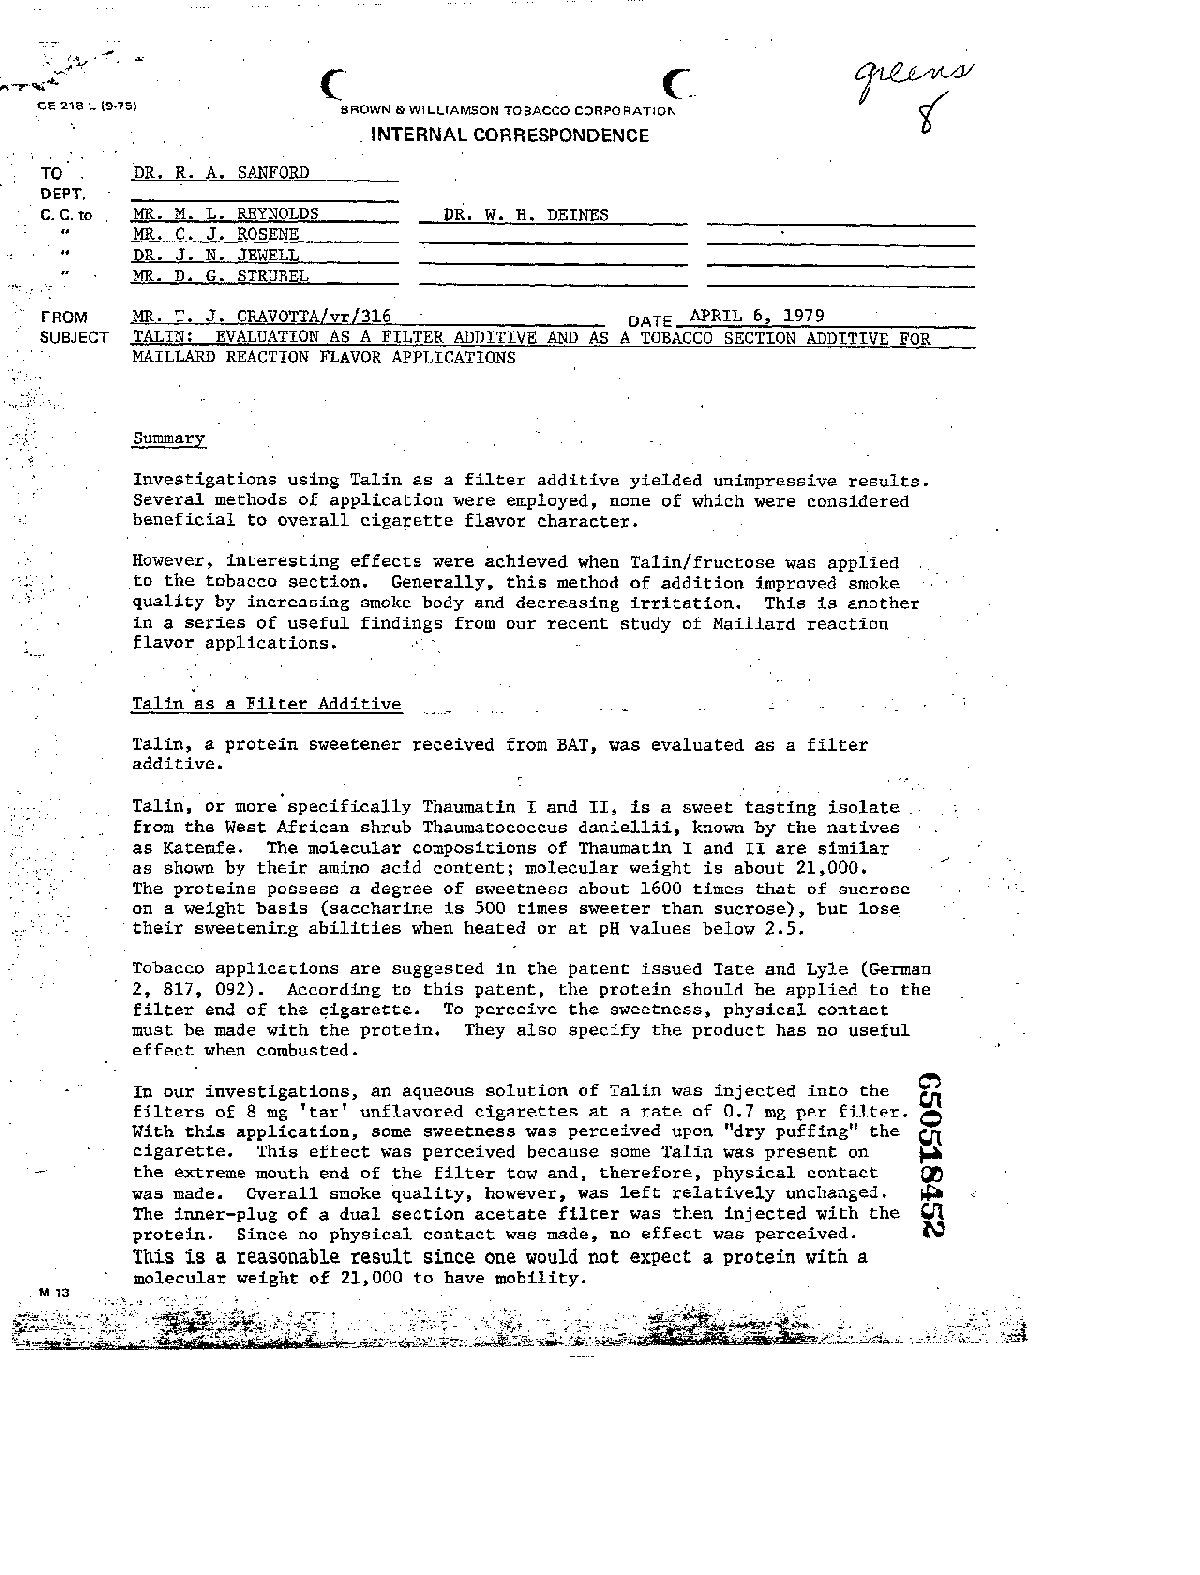 greens
8
BROWN & WILLIAMSON TOBACCO CORPORATION
INTERNAL CORRESPONDENCE
TO DR. R. A. SANFORD
DEPT.
C. C. to MR. M. L. REYNOLDS DR. W. H. DEINES
" MR. C. J. ROSENE
" DR. J. N. JEWELL
" MR. D. G. STRUBEL
FROM MR. T. J. CRAVOTTA/vr/316 DATE APRIL 6, 1979
SUBJECT TALIN: EVALUATION AS A FILTER ADDITIVE AND AS A TOBACCO SECTION ADDITIVE FOR
MAILLARD REACTION FLAVOR APPLICATIONS
Summary
Investigations using Talin as a filter additive yielded unimpressive results.
Several methods of application were employed, none of which were considered
beneficial to overall cigarette flavor character.
However, interesting effects were achieved when Talin/fructose was applied
to the tobacco section. Generally, this method of addition improved smoke
quality by increasing smoke body and decreasing irritation. This is another
in a series of useful findings from our recent study of Maillard reaction
flavor applications.
Talin as a Filter Additive
Talin, a protein sweetener received from BAT, was evaluated as a filter
additive.
Talin, or more specifically Thaumatin I and II, is a sweet tasting isolate
from the West African shrub Thaumatococcus daniellii, known by the natives
as Katemfe. The molecular compositions of Thaumatin I and II are similar
as shown by their amino acid content; molecular weight is about 21,000.
The proteins possess a degree of sweetness about 1600 times that of sucrose
on a weight basis (saccharine is 500 times sweeter than sucrose), but lose
their sweetening abilities when heated or at pH values below 2.5.
Tobacco applications are suggested in the patent issued Tate and Lyle (German
2, 817, 092). According to this patent, the protein should be applied to the
filter end of the cigarette. To perceive the sweetness, physical contact
must be made with the protein. They also specify the product has no useful
effect when combusted.
In our investigations, an aqueous solution of Talin was injected into the
filters of 8 mg 'tar' unflavored cigarettes at a rate of 0.7 mg per filter.
With this application, some sweetness was perceived upon "dry puffing" the
cigarette. This effect was perceived because some Talin was present on
the extreme mouth end of the filter tow and, therefore, physical contact
was made. Overall smoke quality, however, was left relatively unchanged.
The inner-plug of a dual section acetate filter was then injected with the
protein. Since no physical contact was made, no effect was perceived.
This is a reasonable result since one would not expect a protein with a
molecular weight of 21,000 to have mobility.
M 13
650518452